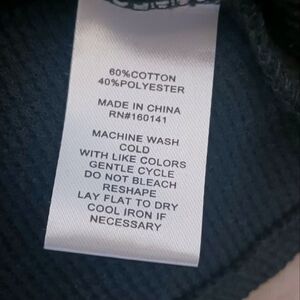 60%COTTON
40%POLYESTER
MADE IN CHINA
RN#160141
MACHINE WASH
COLD
WITH LIKE COLORS
GENTLE CYCLE
DO NOT BLEACH
RESHAPE
LAY FLAT TO DRY
COOL IRON IF
NECESSARY